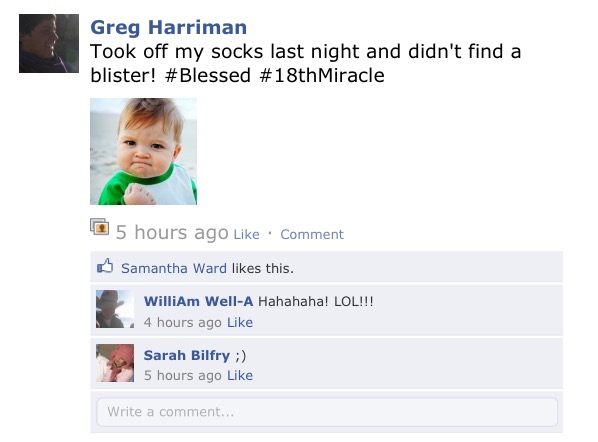 Greg Harriman
Took off my socks last night and didn't find a
blister! #Blessed #18thMiracle
5 hours ago Like · Comment
Samantha Ward likes this.
WilliAm Well-A Hahahaha! LOL!!!
4 hours ago Like
Sarah Bilfry ;)
5 hours ago Like
Write a comment...